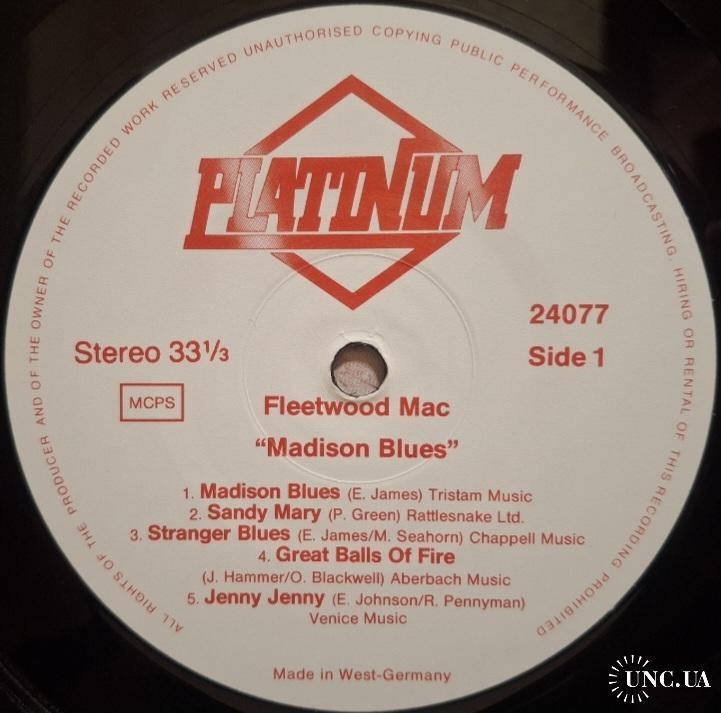 ALL RIGHTS OF THE PRODUCER AND OF THE OWNER OF THE RECORDED WORK RESERVED UNAUTHORISED COPYING PUBLIC PERFORMANCE BROADCASTING, HIRING OR RENTAL OF THIS RECORDING PROHIBITED
PLATINUM
24077
Stereo 33 1/3
Side 1
MCPS
Fleetwood Mac
“Madison Blues”
1. Madison Blues (E. James) Tristam Music
2. Sandy Mary (P. Green) Rattlesnake Ltd.
3. Stranger Blues (E. James/M. Seahorn) Chappell Music
4. Great Balls Of Fire
(J. Hammer/O. Blackwell) Aberbach Music
5. Jenny Jenny (E. Johnson/R. Pennyman)
Venice Music
Made in West-Germany
UNC.UA